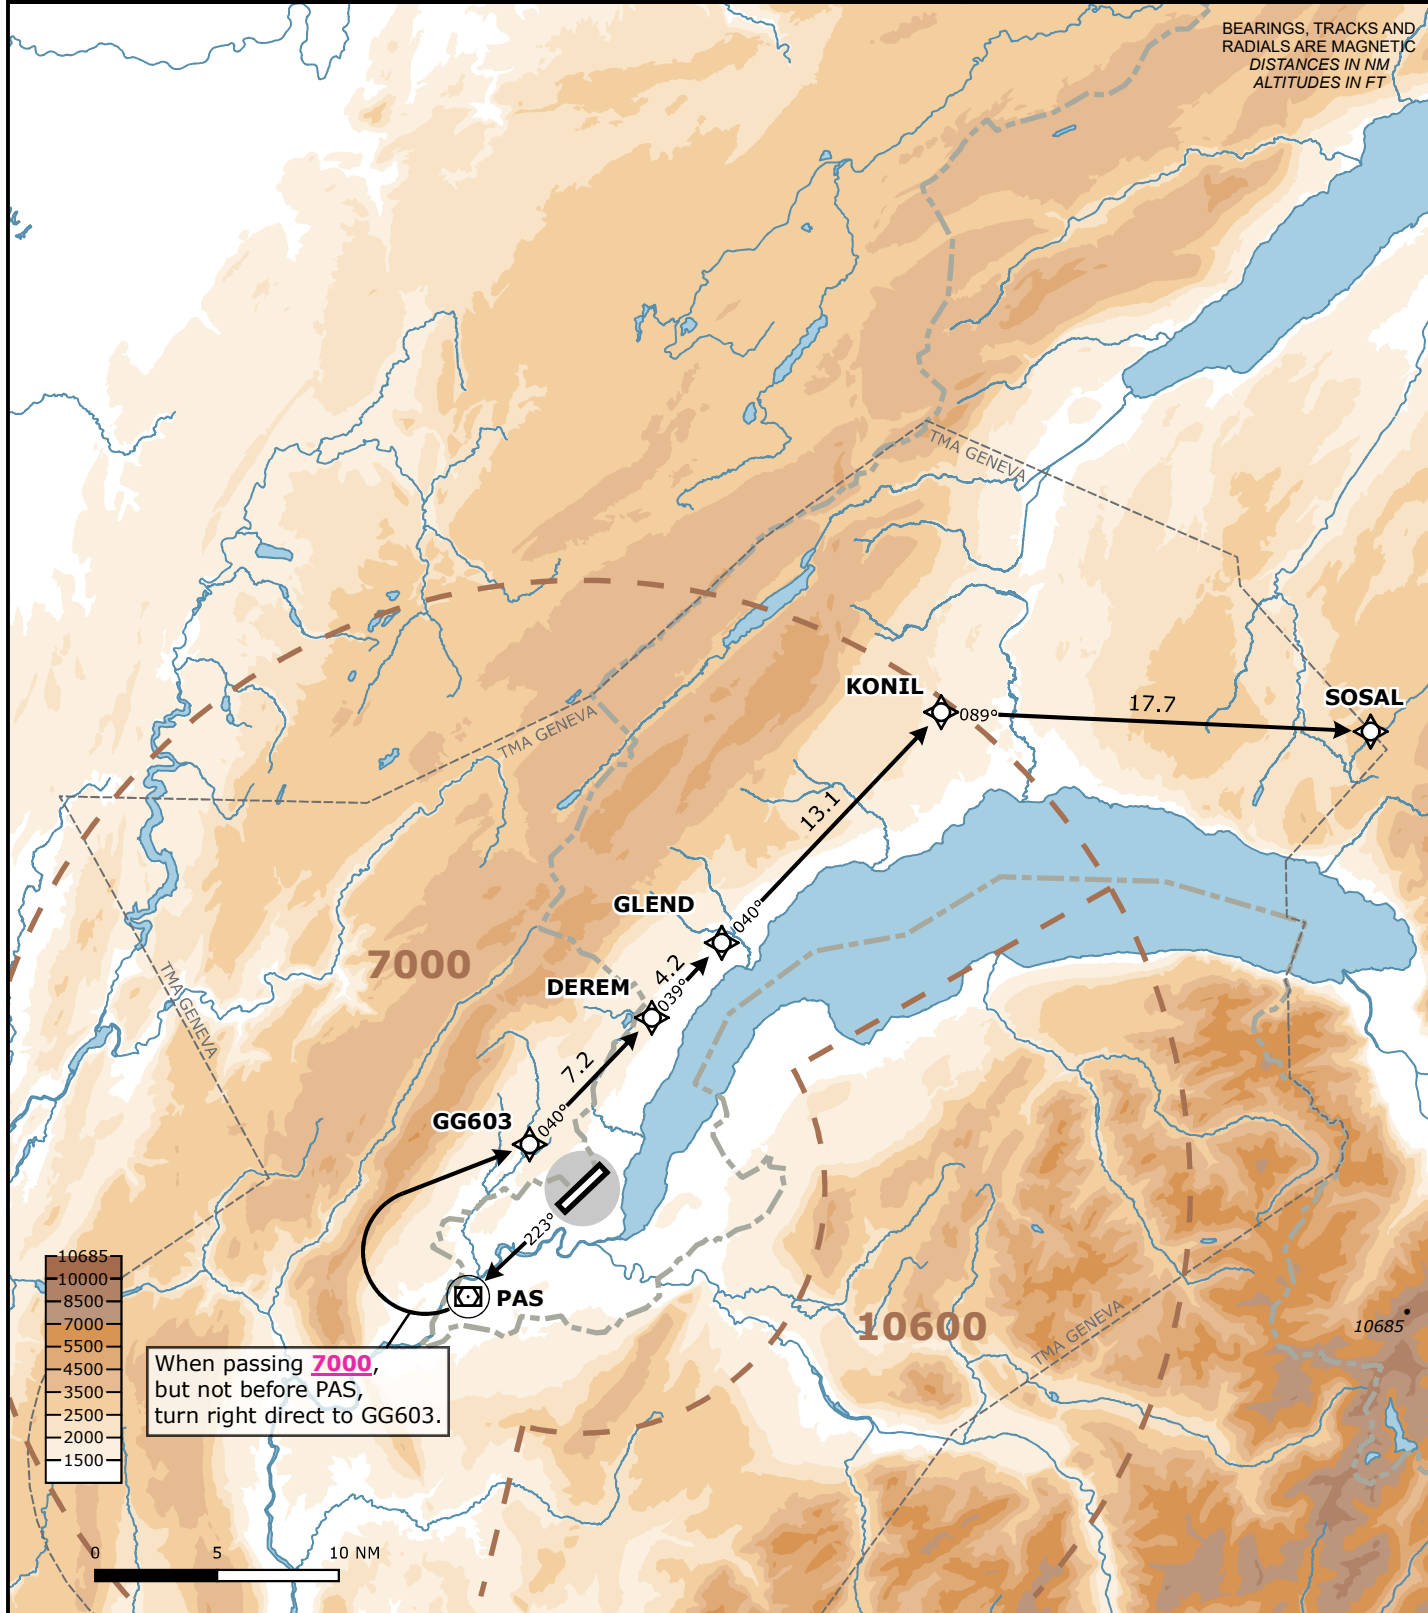 BEARINGS, TRACKS AND
RADIALS ARE MAGNETIC
DISTANCES IN NM
ALTITUDES IN FT
TMA GENEVA
KONIL
089°
17.7
SOSAL
TMA GENEVA
13.1
GLEND
040°
7000
4.2
DEREM
039°
TMA GENEVA
7.2
GG603
040°
223°
PAS
10600
TMA GENEVA
10685
10685
10000
8500
7000
5500
4500
3500
2500
2000
1500
When passing 7000,
but not before PAS,
turn right direct to GG603.
0 5 10 NM